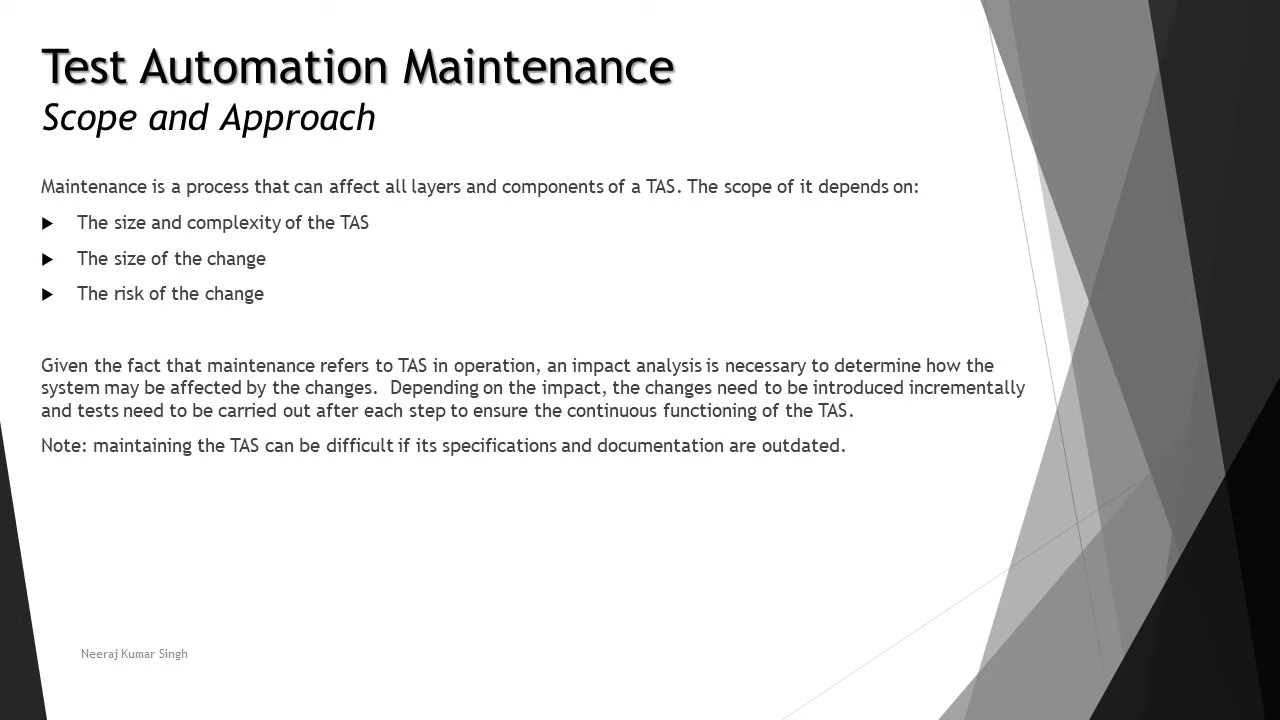 Test Automation Maintenance
Scope and Approach
Maintenance is a process that can affect all layers and components of a TAS. The scope of it depends on:
The size and complexity of the TAS
The size of the change
The risk of the change
Given the fact that maintenance refers to TAS in operation, an impact analysis is necessary to determine how the
system may be affected by the changes. Depending on the impact, the changes need to be introduced incrementally
and tests need to be carried out after each step to ensure the continuous functioning of the TAS.
Note: maintaining the TAS can be difficult if its specifications and documentation are outdated.
Neeraj Kumar Singh